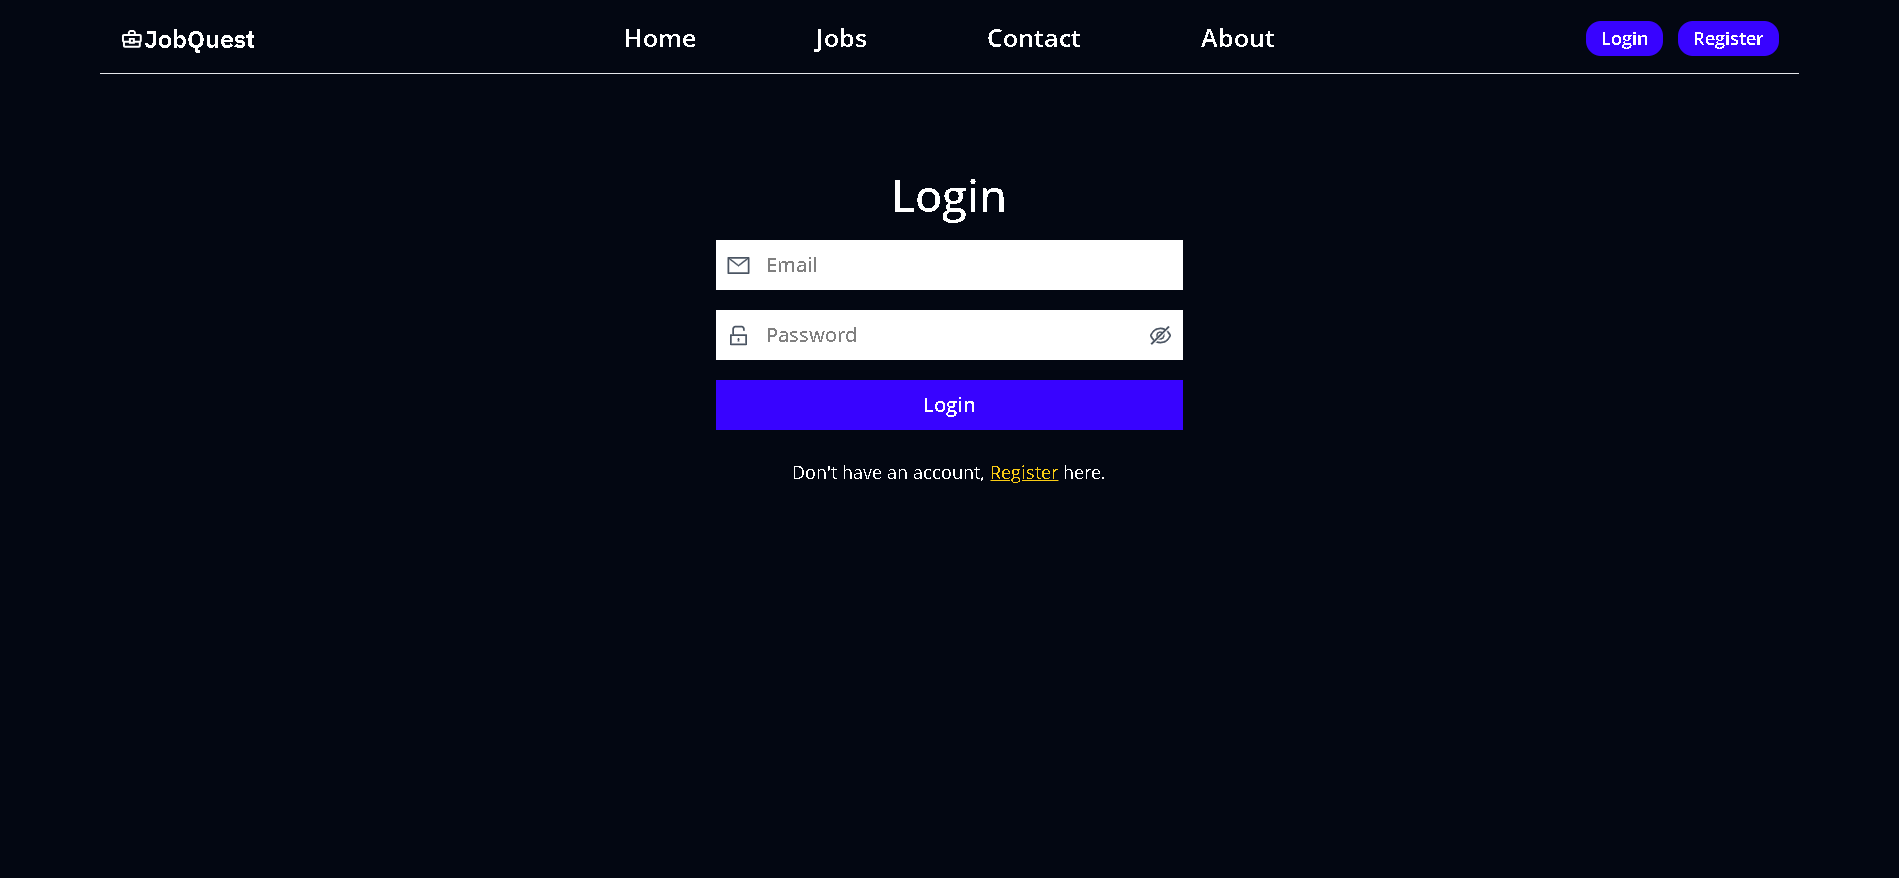 JobQuest Home Jobs Contact About Login Register
Login
Email
Password
Login
Don't have an account, Register here.